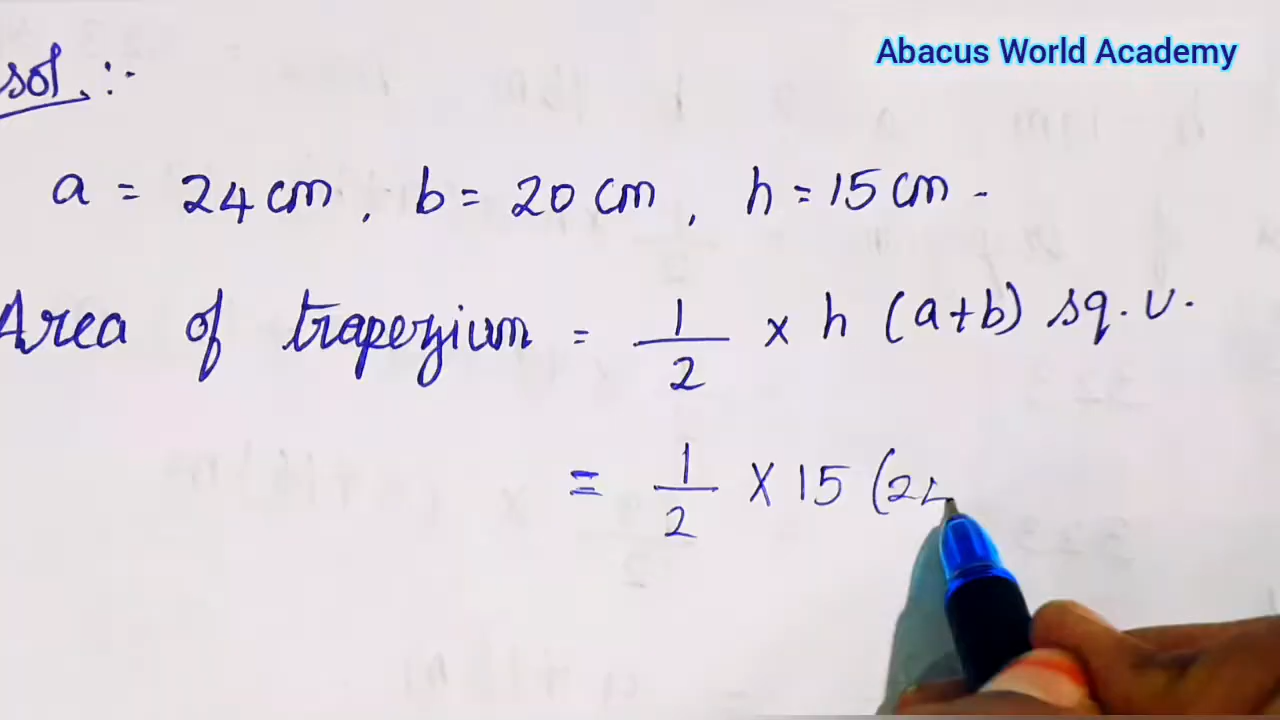 Abacus World Academy
sol :-
a = 24 cm, b = 20 cm, h = 15 cm.
Area of trapezium = 1/2 × h (a+b) sq. u.
= 1/2 × 15 (24